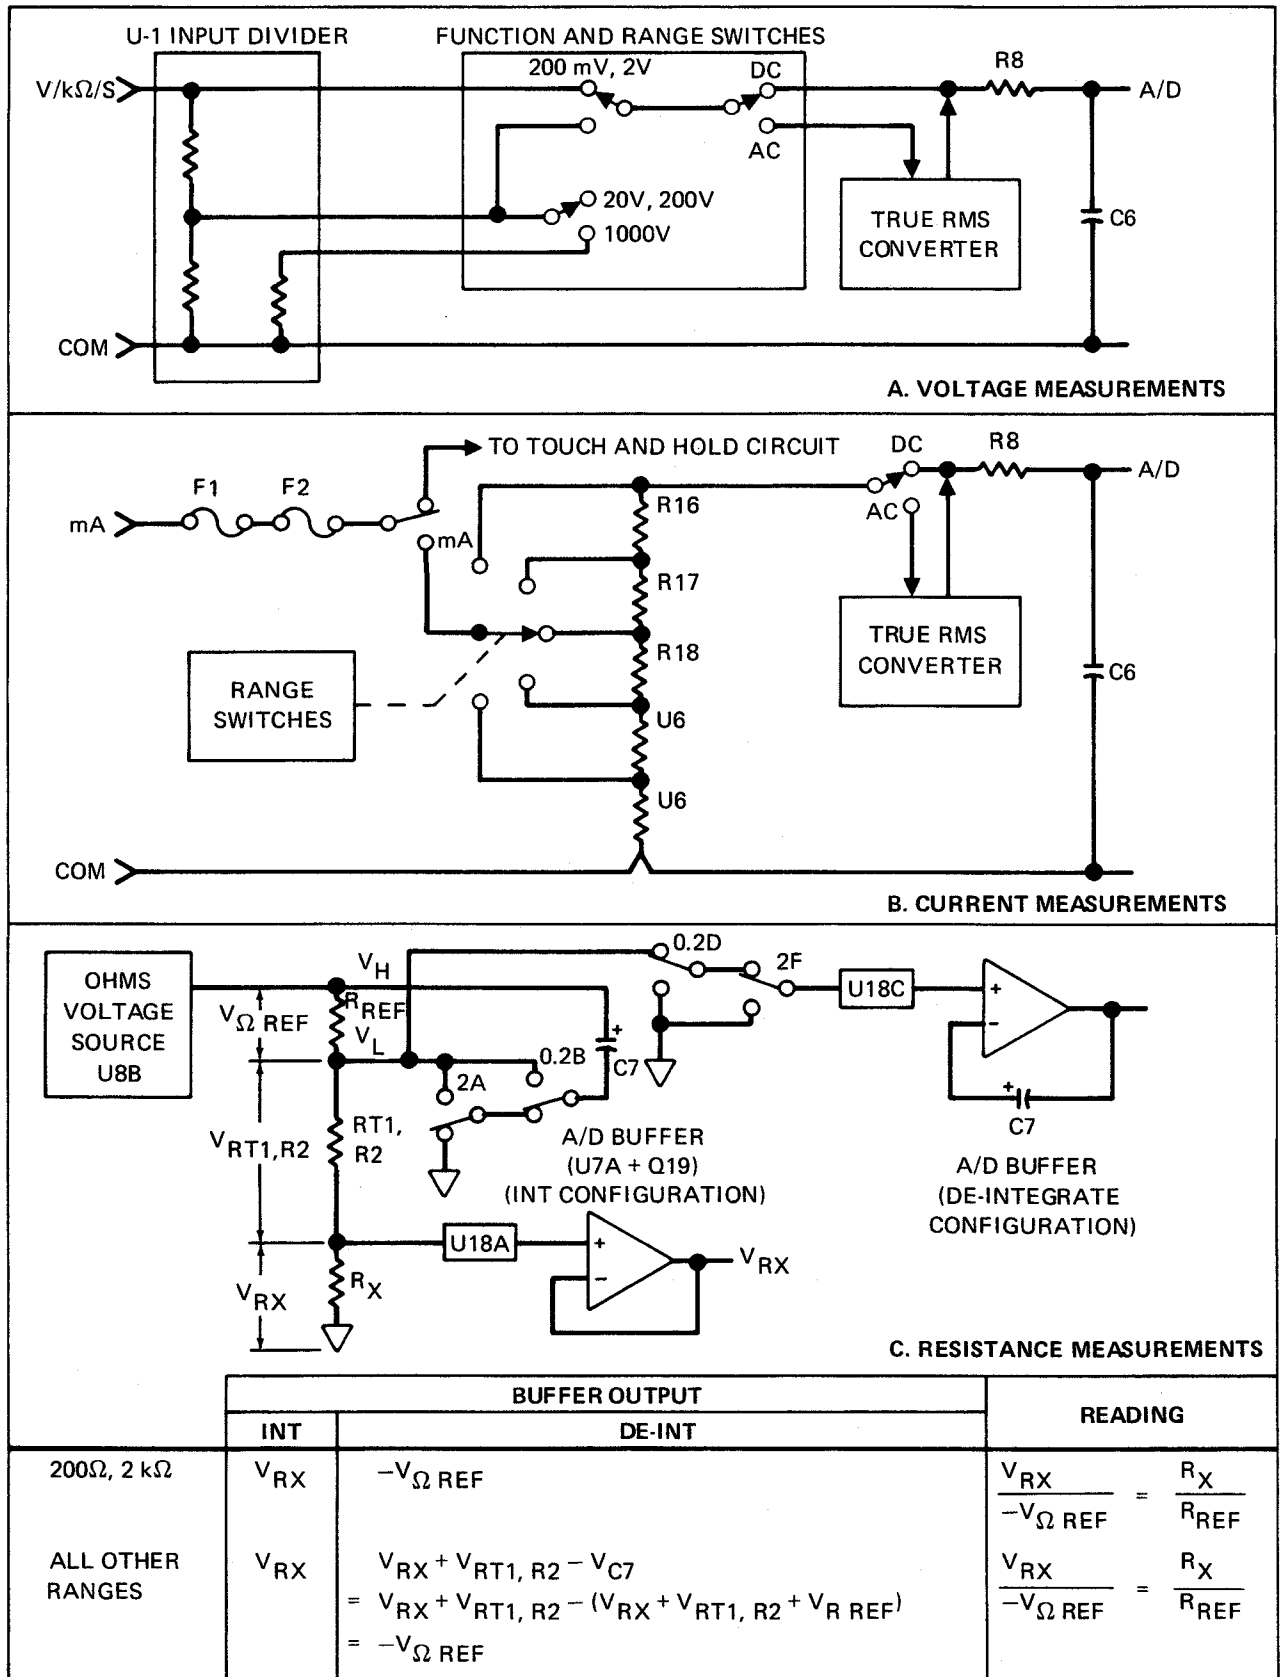 U-1 INPUT DIVIDER
FUNCTION AND RANGE SWITCHES
200 mV, 2V
DC
R8
V/kΩ/S
A/D
AC
20V, 200V
1000V
TRUE RMS
CONVERTER
C6
COM
A. VOLTAGE MEASUREMENTS
TO TOUCH AND HOLD CIRCUIT
DC
R8
A/D
F1
F2
mA
mA
R16
AC
R17
R18
TRUE RMS
CONVERTER
C6
RANGE
SWITCHES
U6
U6
COM
B. CURRENT MEASUREMENTS
OHMS
VOLTAGE
SOURCE
U8B
VH
RREF
VΩ REF
VL
0.2D
2F
U18C
+
−
2A
0.2B
+
C7
+
C7
VRT1,R2
RT1,
R2
A/D BUFFER
(U7A + Q19)
(INT CONFIGURATION)
A/D BUFFER
(DE-INTEGRATE
CONFIGURATION)
U18A
+
−
VRX
VRX
RX
C. RESISTANCE MEASUREMENTS
BUFFER OUTPUT
READING
INT
DE-INT
200Ω, 2 kΩ
VRX
−VΩ REF
VRX / −VΩ REF = RX / RREF
ALL OTHER
RANGES
VRX
VRX + VRT1, R2 − VC7
= VRX + VRT1, R2 − (VRX + VRT1, R2 + VR REF)
= −VΩ REF
VRX / −VΩ REF = RX / RREF